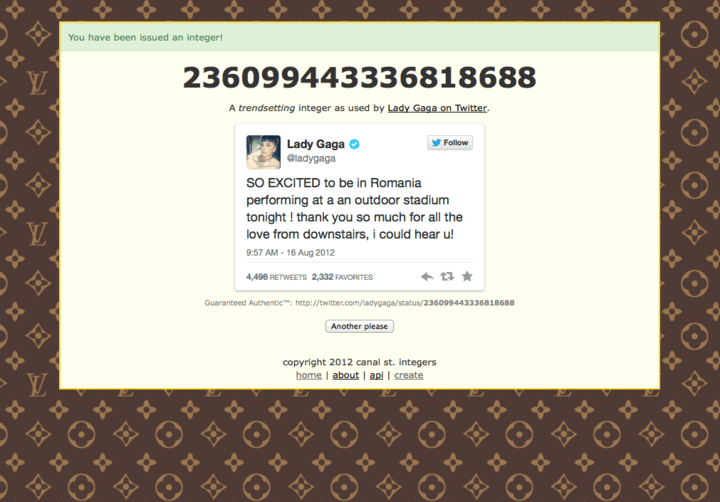 You have been issued an integer!
236099443336818688
A trendsetting integer as used by Lady Gaga on Twitter.
Lady Gaga
@ladygaga
Follow
SO EXCITED to be in Romania
performing at a an outdoor stadium
tonight ! thank you so much for all the
love from downstairs, i could hear u!
9:57 AM - 16 Aug 2012
4,496 RETWEETS 2,332 FAVORITES
Guaranteed Authentic™: http://twitter.com/ladygaga/status/236099443336818688
Another please
copyright 2012 canal st. integers
home | about | api | create